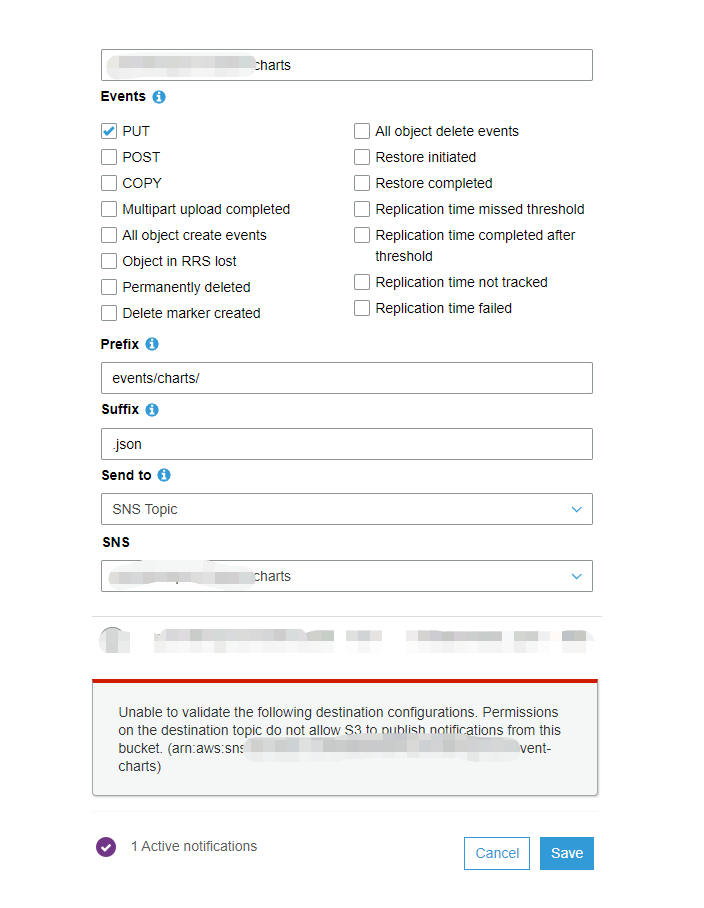 charts
Events
PUT
POST
COPY
Multipart upload completed
All object create events
Object in RRS lost
Permanently deleted
Delete marker created
All object delete events
Restore initiated
Restore completed
Replication time missed threshold
Replication time completed after
threshold
Replication time not tracked
Replication time failed
Prefix
events/charts/
Suffix
.json
Send to
SNS Topic
SNS
charts
Unable to validate the following destination configurations. Permissions
on the destination topic do not allow S3 to publish notifications from this
bucket. (arn:aws:sns vent-
charts)
1 Active notifications
Cancel
Save